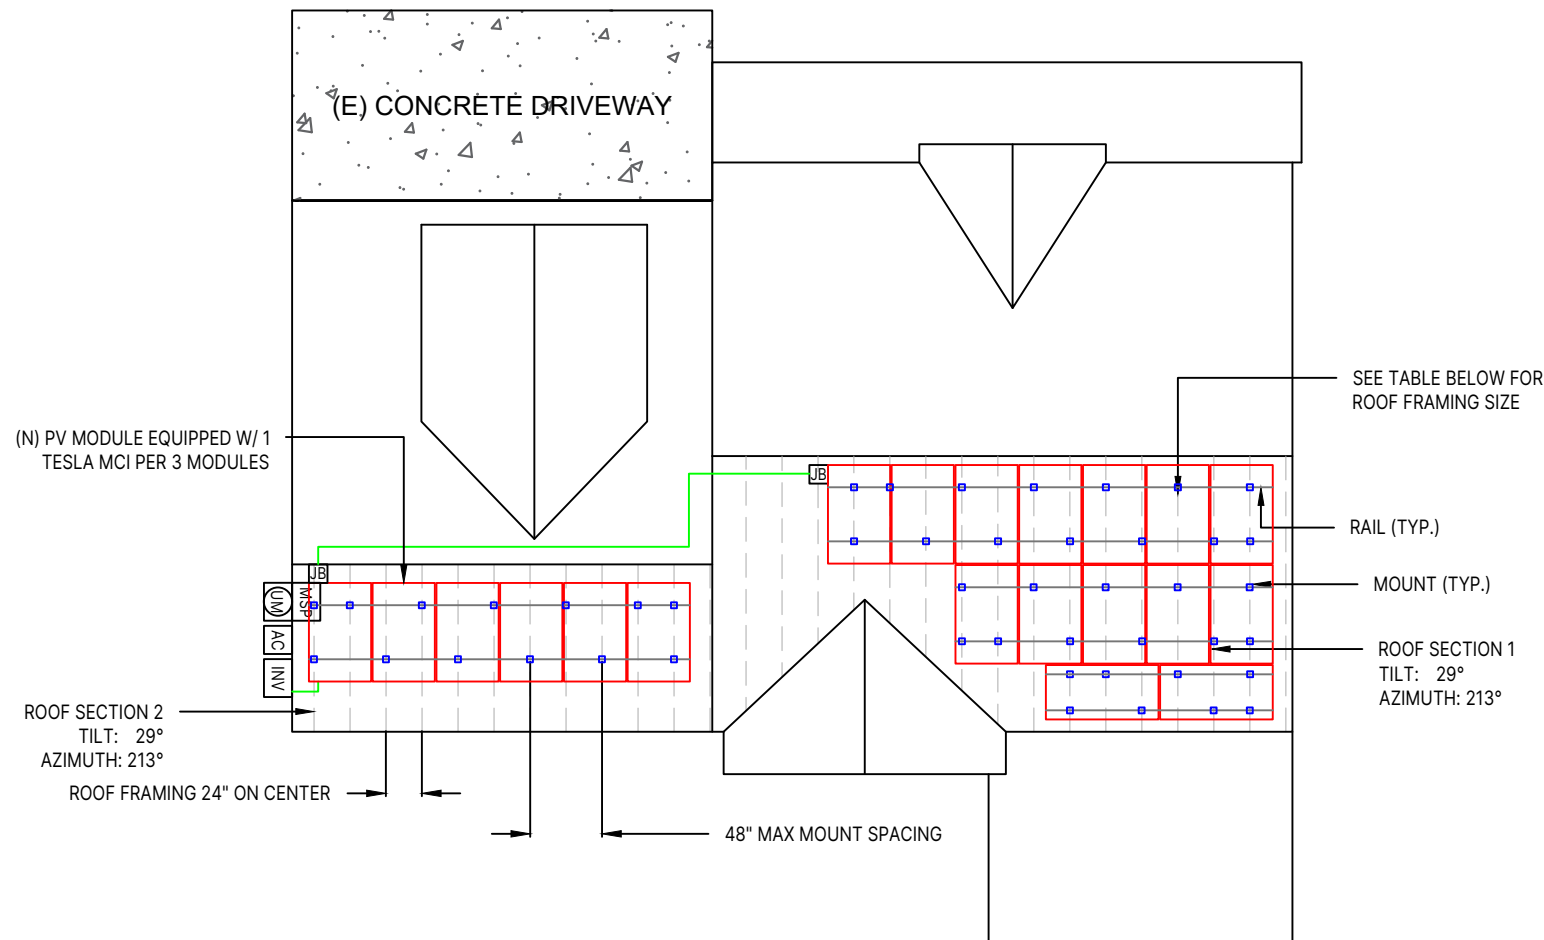 (E) CONCRETE DRIVEWAY
SEE TABLE BELOW FOR
ROOF FRAMING SIZE
(N) PV MODULE EQUIPPED W/ 1
TESLA MCI PER 3 MODULES
JB
RAIL (TYP.)
JB
MSP
UM
MOUNT (TYP.)
AC
ROOF SECTION 1
TILT: 29°
AZIMUTH: 213°
INV
ROOF SECTION 2
TILT: 29°
AZIMUTH: 213°
ROOF FRAMING 24" ON CENTER
48" MAX MOUNT SPACING